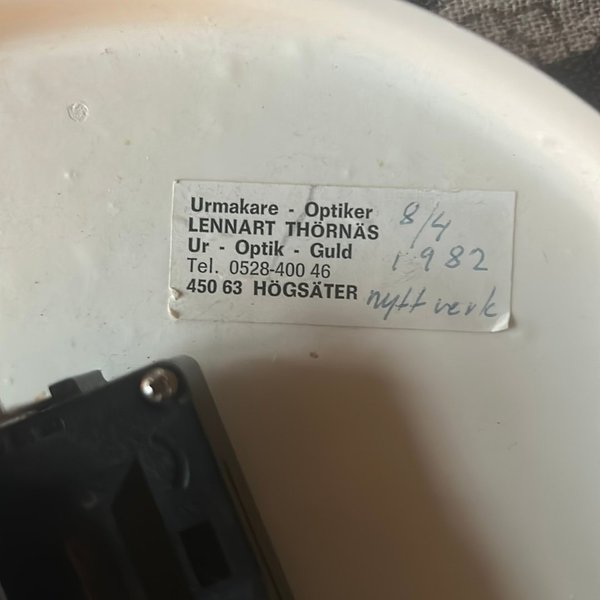 Urmakare - Optiker
LENNART THÖRNÄS
Ur - Optik - Guld
Tel. 0528-400 46
450 63 HÖGSÄTER
8/4
1982
nytt verk